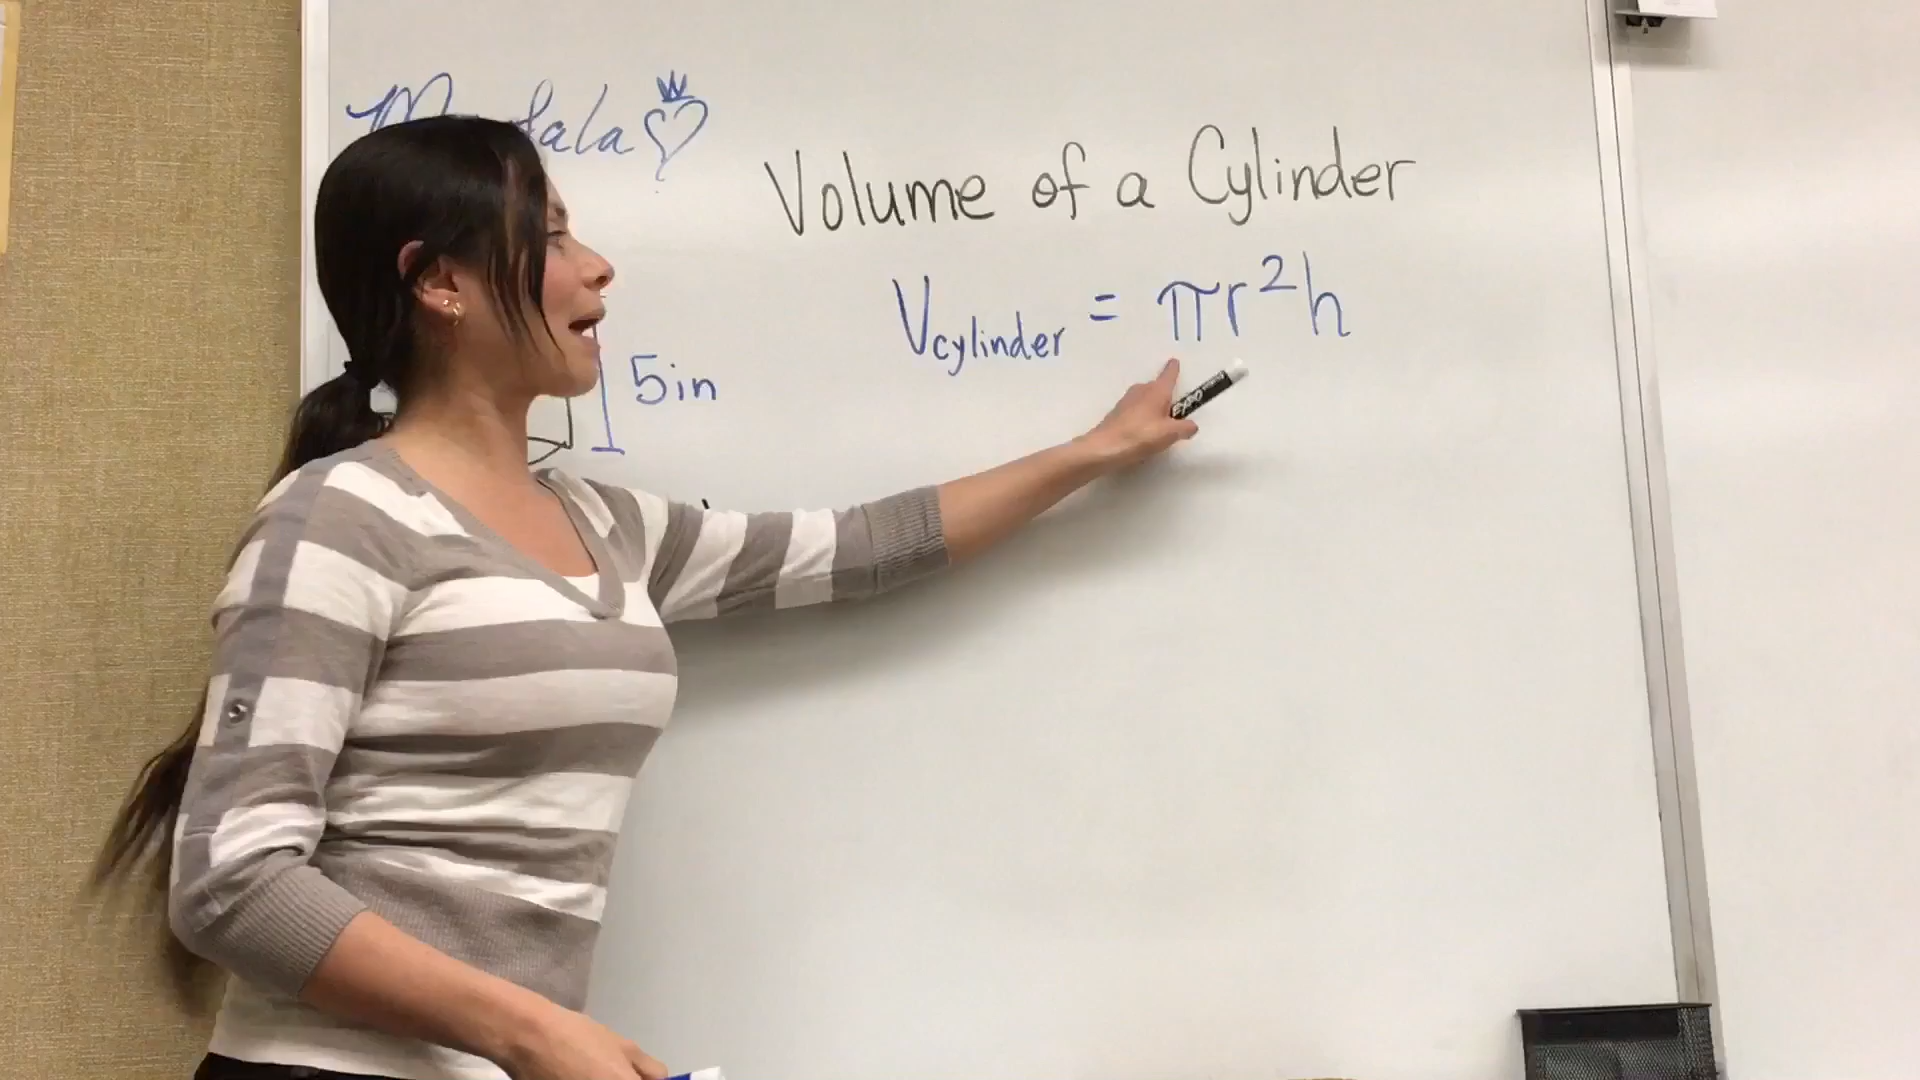 Volume of a Cylinder
Vcylinder = πr²h
5in
EXPO